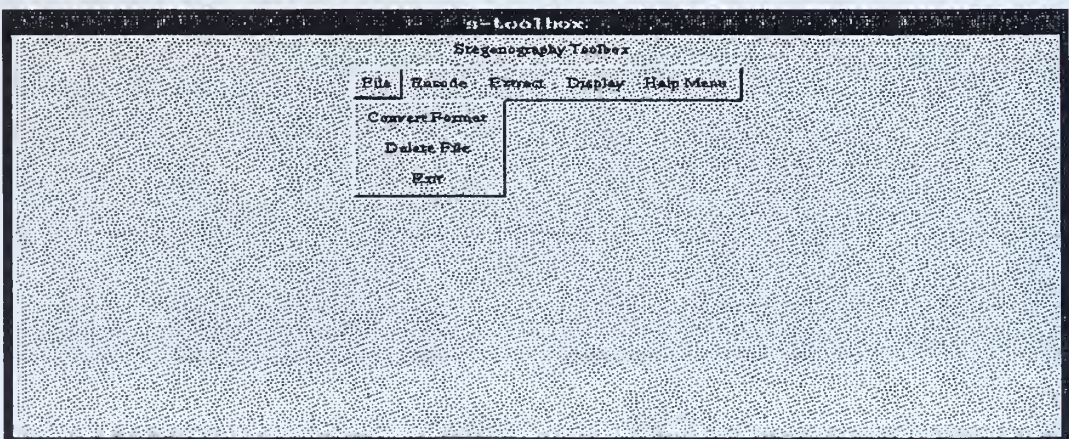 s-toolbox
Steganography Toolbox
File Encode Extract Display Help Menu
Convert Format
Delete File
Exit